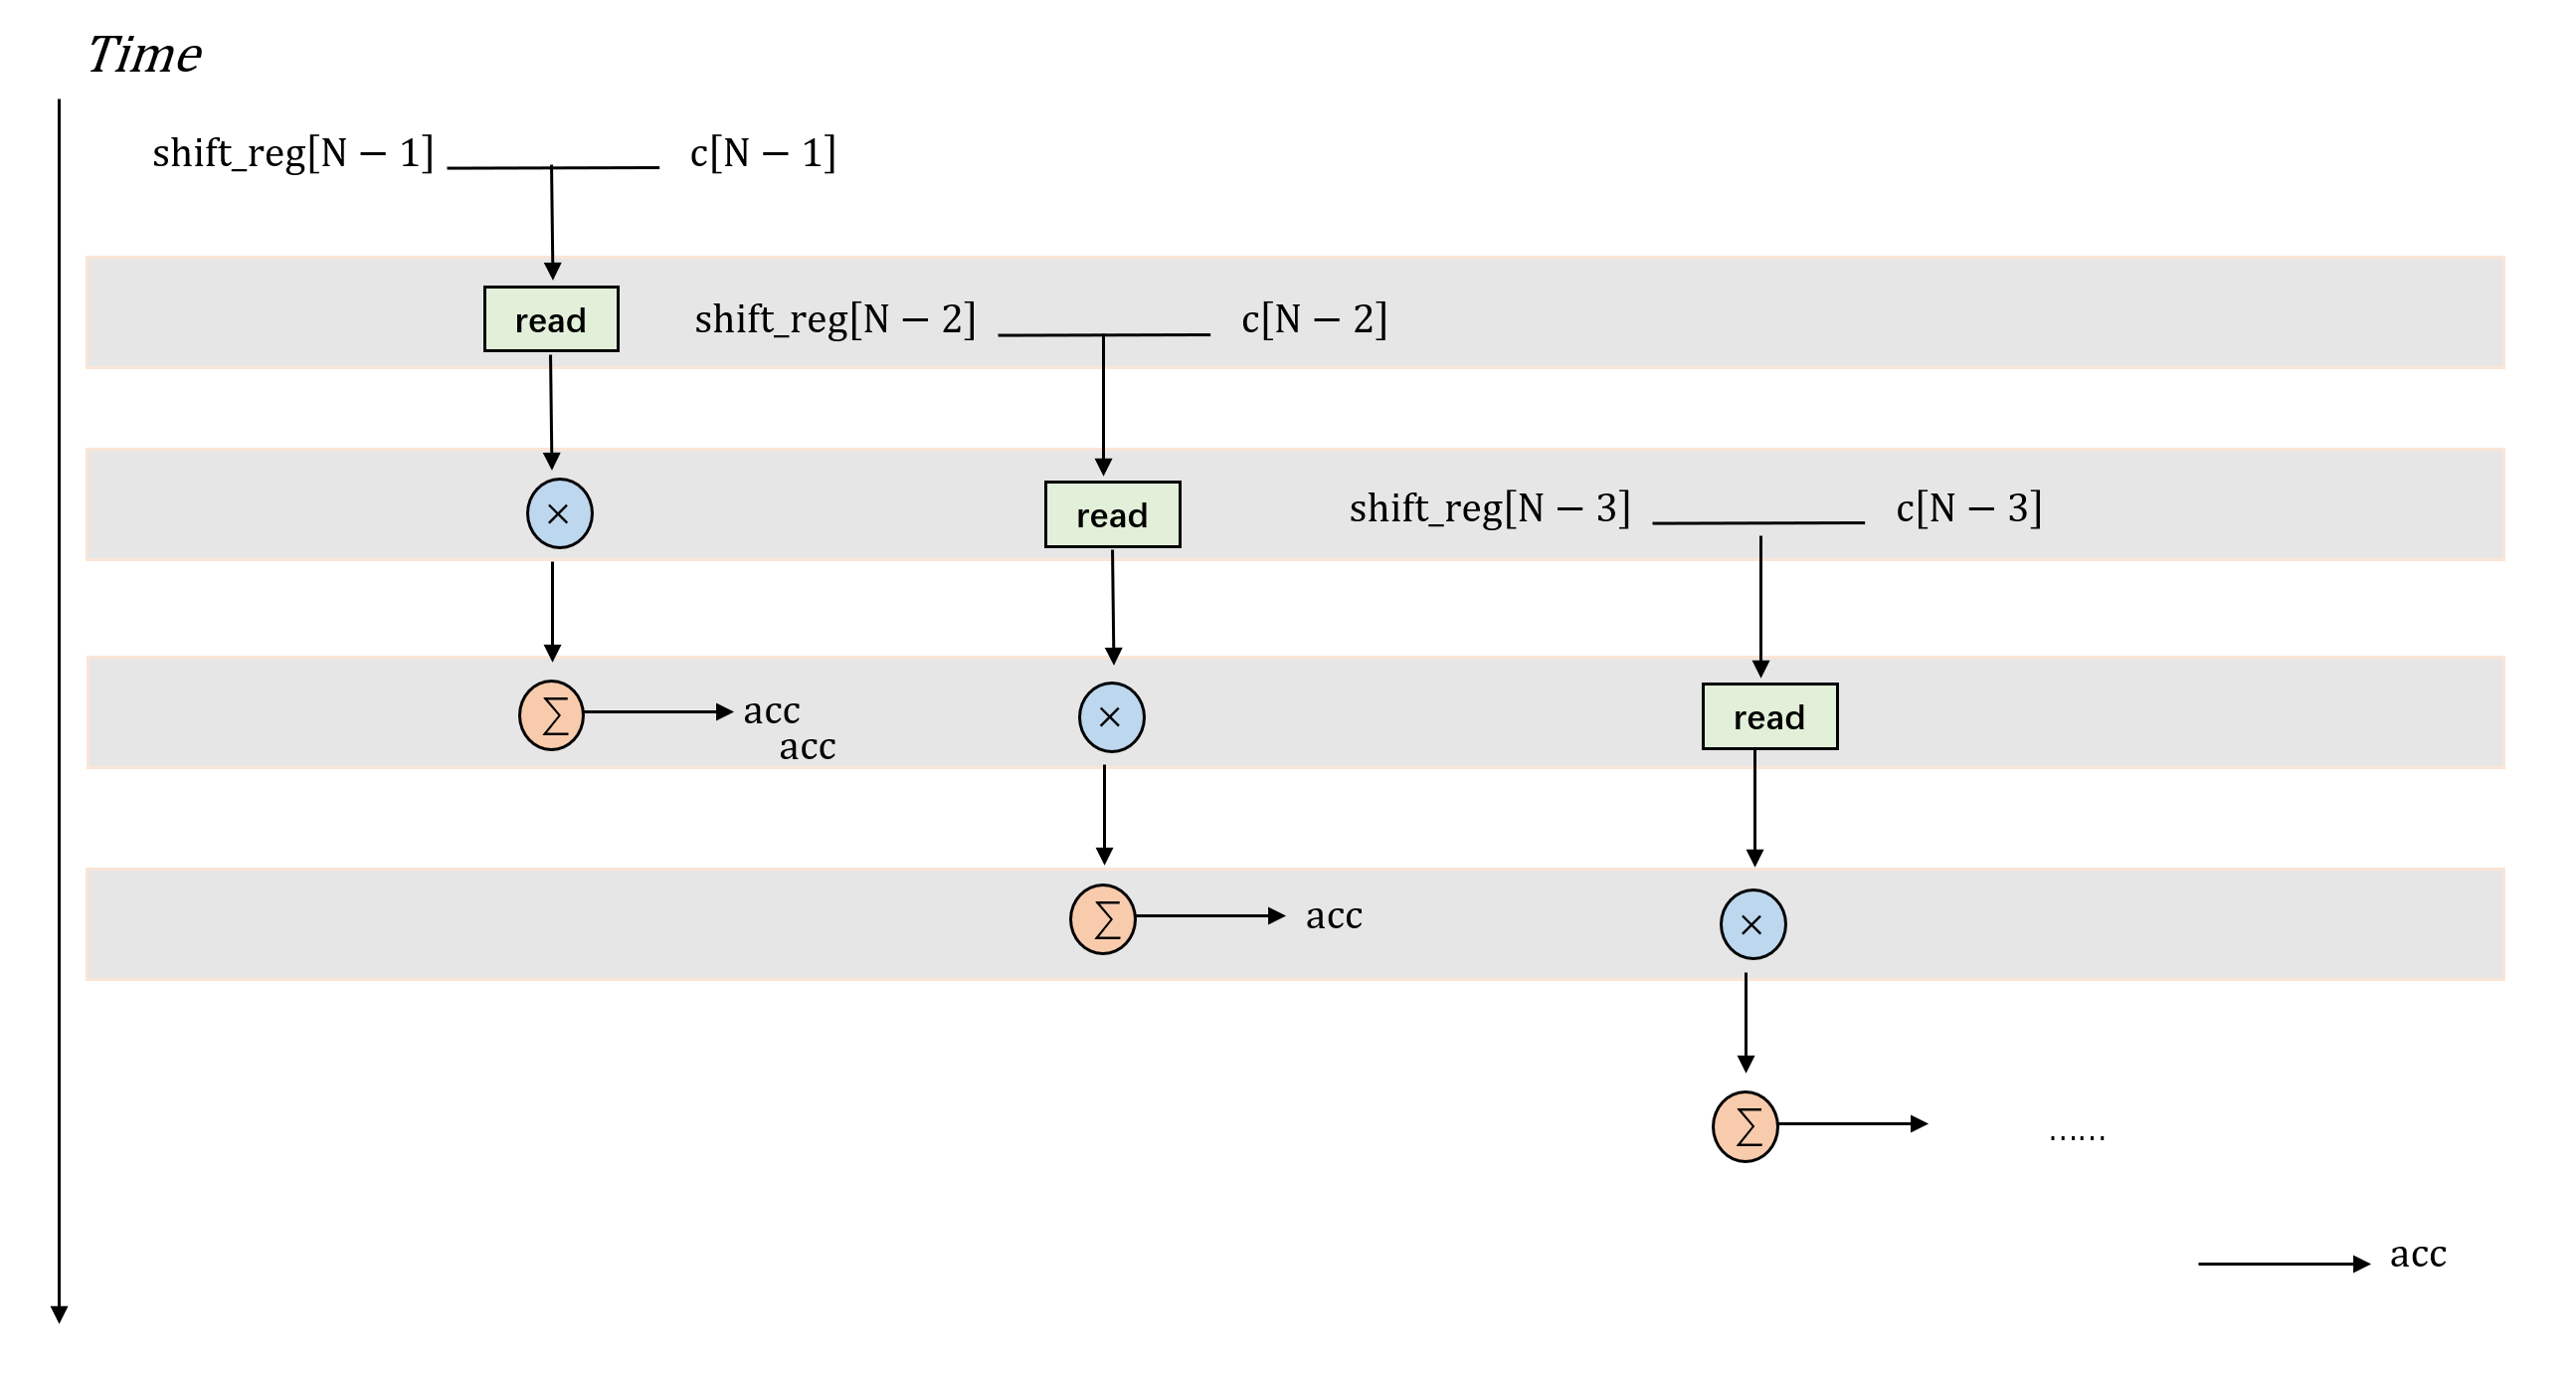 Time
shift_reg[N − 1] c[N − 1]
read shift_reg[N − 2] c[N − 2]
× read shift_reg[N − 3] c[N − 3]
∑ acc × read
acc
∑ acc ×
∑ ......
acc